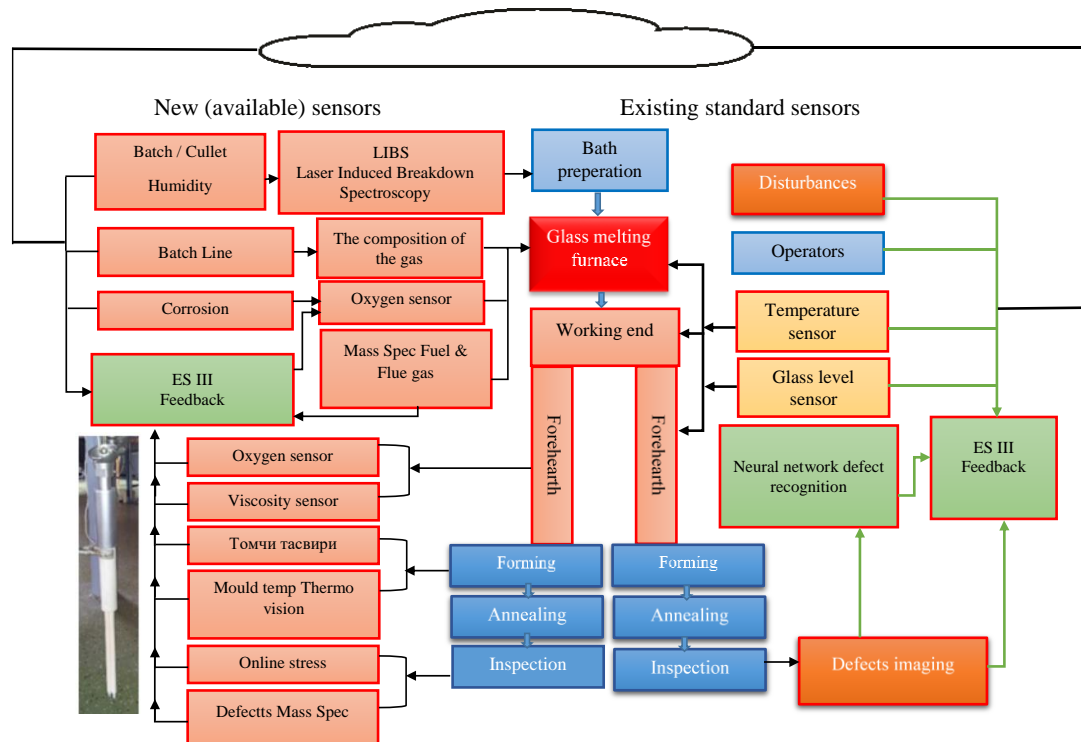 New (available) sensors
Existing standard sensors
Batch / Cullet
Humidity
LIBS
Laser Induced Breakdown
Spectroscopy
Bath
preperation
Disturbances
Batch Line
The composition of
the gas
Glass melting
furnace
Operators
Corrosion
Oxygen sensor
Working end
Temperature
sensor
Mass Spec Fuel &
Flue gas
Glass level
sensor
ES III
Feedback
Forehearth
Forehearth
Oxygen sensor
Viscosity sensor
Neural network defect
recognition
ES III
Feedback
Томчи тасвири
Mould temp Thermo
vision
Forming
Annealing
Inspection
Forming
Annealing
Inspection
Online stress
Defectts Mass Spec
Defects imaging